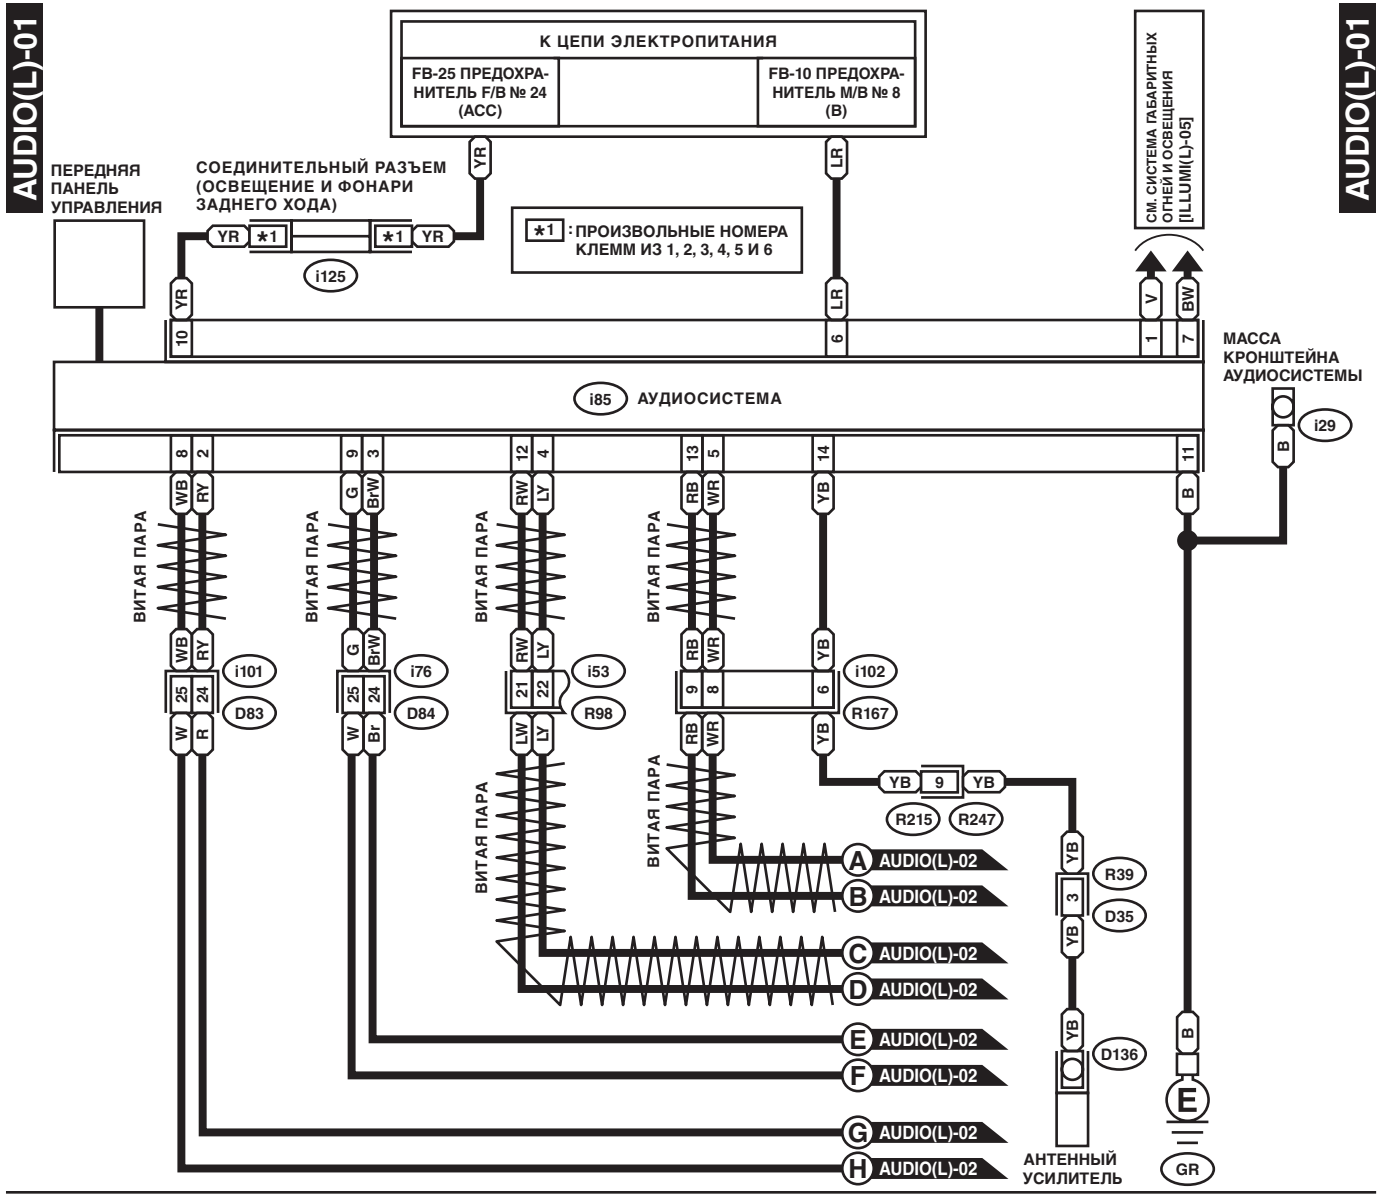 AUDIO(L)-01
AUDIO(L)-01
К ЦЕПИ ЭЛЕКТРОПИТАНИЯ
FB-25 ПРЕДОХРА-
НИТЕЛЬ F/B № 24
(ACC)
FB-10 ПРЕДОХРА-
НИТЕЛЬ M/B № 8
(B)
СМ. СИСТЕМА ГАБАРИТНЫХ
ОГНЕЙ И ОСВЕЩЕНИЯ
[ILLUMI(L)-05]
ПЕРЕДНЯЯ
ПАНЕЛЬ
УПРАВЛЕНИЯ
СОЕДИНИТЕЛЬНЫЙ РАЗЪЕМ
(ОСВЕЩЕНИЕ И ФОНАРИ
ЗАДНЕГО ХОДА)
YR
LR
YR *1 *1 YR
i125
*1 : ПРОИЗВОЛЬНЫЕ НОМЕРА
КЛЕММ ИЗ 1, 2, 3, 4, 5 И 6
YR LR V BW
10 6 1 7
МАССА
КРОНШТЕЙНА
АУДИОСИСТЕМЫ
i85 АУДИОСИСТЕМА
i29
B
8 2 9 3 12 4 13 5 14 11
WB RY G BrW RW LY RB WR YB B
ВИТАЯ ПАРА
ВИТАЯ ПАРА
ВИТАЯ ПАРА
ВИТАЯ ПАРА
WB RY G BrW RW LY RB WR YB
i101 i76 i53 i102
25 24 25 24 21 22 9 8 6
D83 D84 R98 R167
W R W Br LW LY RB WR YB
ВИТАЯ ПАРА
ВИТАЯ ПАРА
YB 9 YB
R215 R247
YB
A AUDIO(L)-02
R39
3
B AUDIO(L)-02
D35
YB
C AUDIO(L)-02
D AUDIO(L)-02
YB
B
E AUDIO(L)-02
D136
F AUDIO(L)-02
E
G AUDIO(L)-02
H AUDIO(L)-02
АНТЕННЫЙ
УСИЛИТЕЛЬ
GR